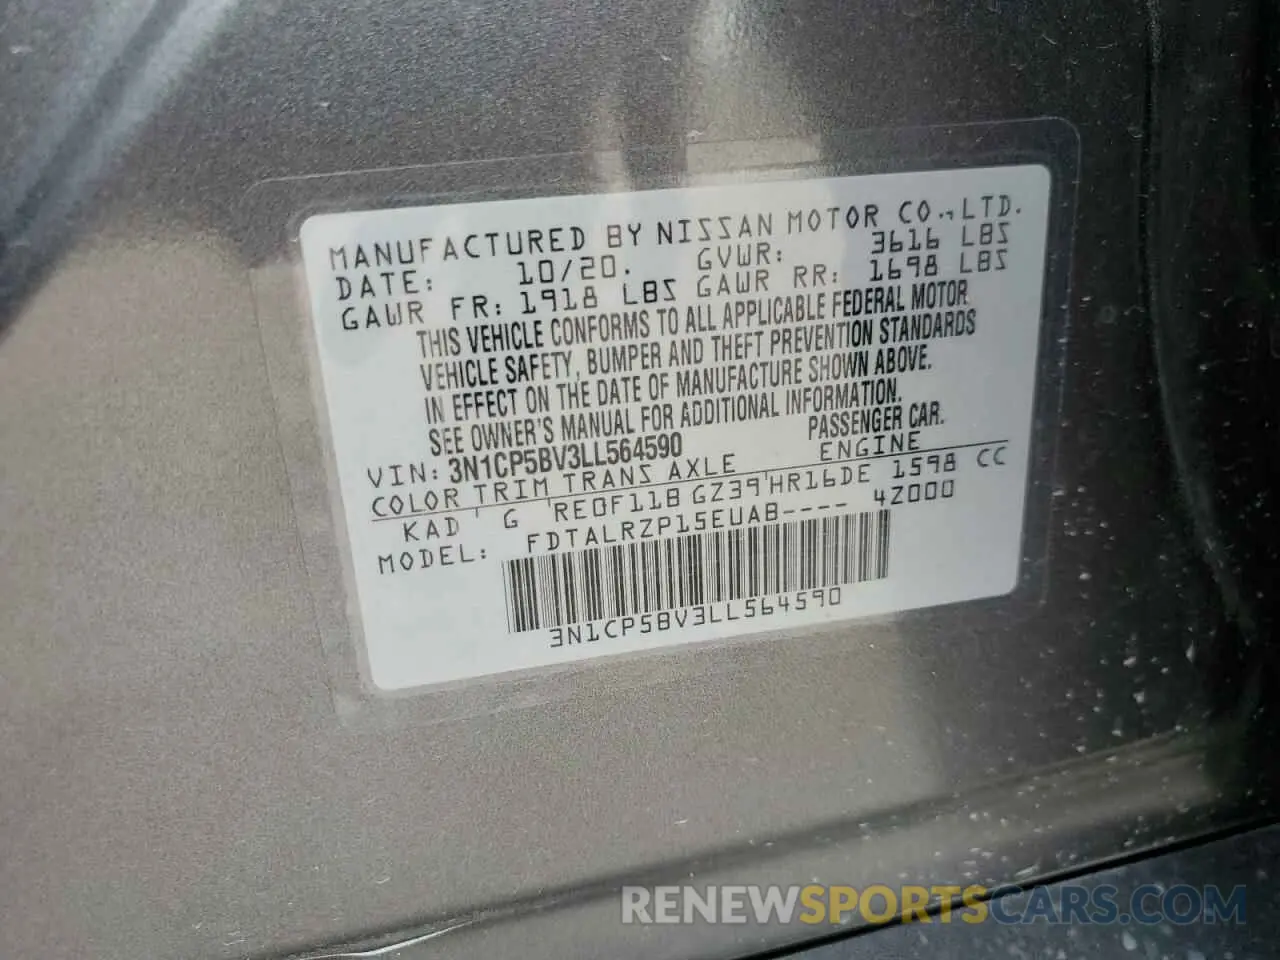 MANUFACTURED BY NISSAN MOTOR CO., LTD.
DATE: 10/20. GVWR: 3616 LBS
GAWR FR: 1918 LBS GAWR RR: 1698 LBS
THIS VEHICLE CONFORMS TO ALL APPLICABLE FEDERAL MOTOR
VEHICLE SAFETY, BUMPER AND THEFT PREVENTION STANDARDS
IN EFFECT ON THE DATE OF MANUFACTURE SHOWN ABOVE.
SEE OWNER'S MANUAL FOR ADDITIONAL INFORMATION.
VIN: 3N1CP5BV3LL564590 PASSENGER CAR.
COLOR TRIM TRANS AXLE ENGINE
KAD G RE0F11B GZ39 HR16DE 1598 CC
MODEL: FDTALRZP15EUAB---- 4Z000
3N1CP5BV3LL564590
RENEWSPORTSCARS.COM